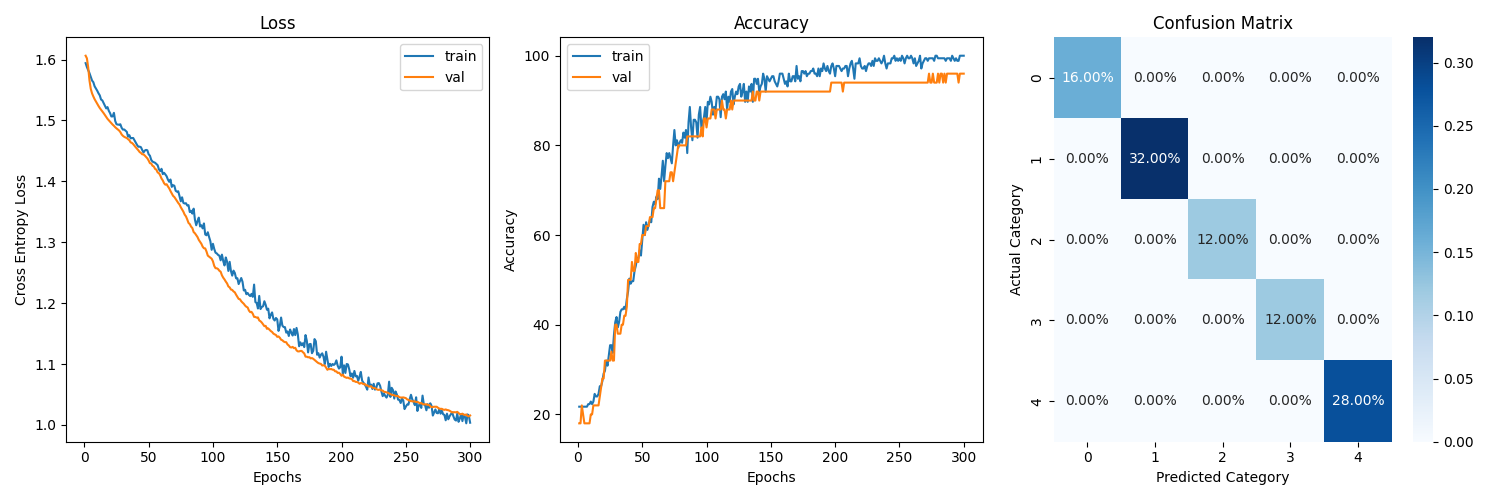 Loss
Cross Entropy Loss
1.6
1.5
1.4
1.3
1.2
1.1
1.0
train
val
0 50 100 150 200 250 300
Epochs
Accuracy
Accuracy
100
80
60
40
20
train
val
0 50 100 150 200 250 300
Epochs
Confusion Matrix
Actual Category
0 16.00% 0.00% 0.00% 0.00% 0.00%
1 0.00% 32.00% 0.00% 0.00% 0.00%
2 0.00% 0.00% 12.00% 0.00% 0.00%
3 0.00% 0.00% 0.00% 12.00% 0.00%
4 0.00% 0.00% 0.00% 0.00% 28.00%
0 1 2 3 4
Predicted Category
0.30
0.25
0.20
0.15
0.10
0.05
0.00